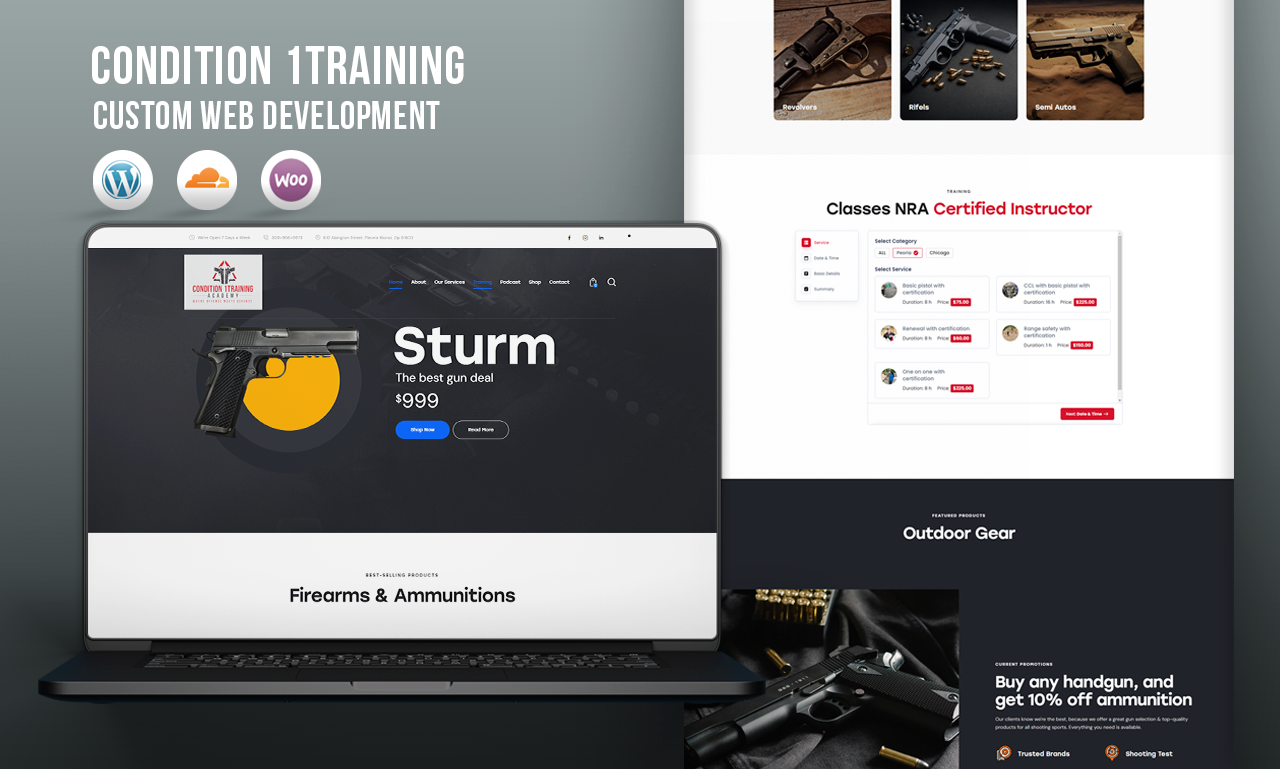 CONDITION 1TRAINING
CUSTOM WEB DEVELOPMENT
Woo
We're Open 7 Days a Week
CONDITION 1TRAINING
ACADEMY
Home About Our Services Training Podcast Shop Contact
Sturm
The best gun deal
$999
Shop Now Read More
BEST-SELLING PRODUCTS
Firearms & Ammunitions
Revolvers Rifels Semi Autos
TRAINING
Classes NRA Certified Instructor
Service
Date & Time
Basic Details
Summary
Select Category
ALL Peoria Chicago
Select Service
Basic pistol with
certification
Duration: 8 h Price: $75.00
CCL with basic pistol with
certification
Duration: 16 h Price: $225.00
Renewal with certification
Duration: 8 h Price:
Range safety with
certification
Duration: 1 h Price:
One on one with
certification
Duration: 8 h Price: $225.00
Next: Date & Time →
FEATURED PRODUCTS
Outdoor Gear
CURRENT PROMOTIONS
Buy any handgun, and
get 10% off ammunition
Our clients know we're the best, because we offer a great gun selection & top-quality
products for all shooting sports. Everything you need is available.
Trusted Brands Shooting Test